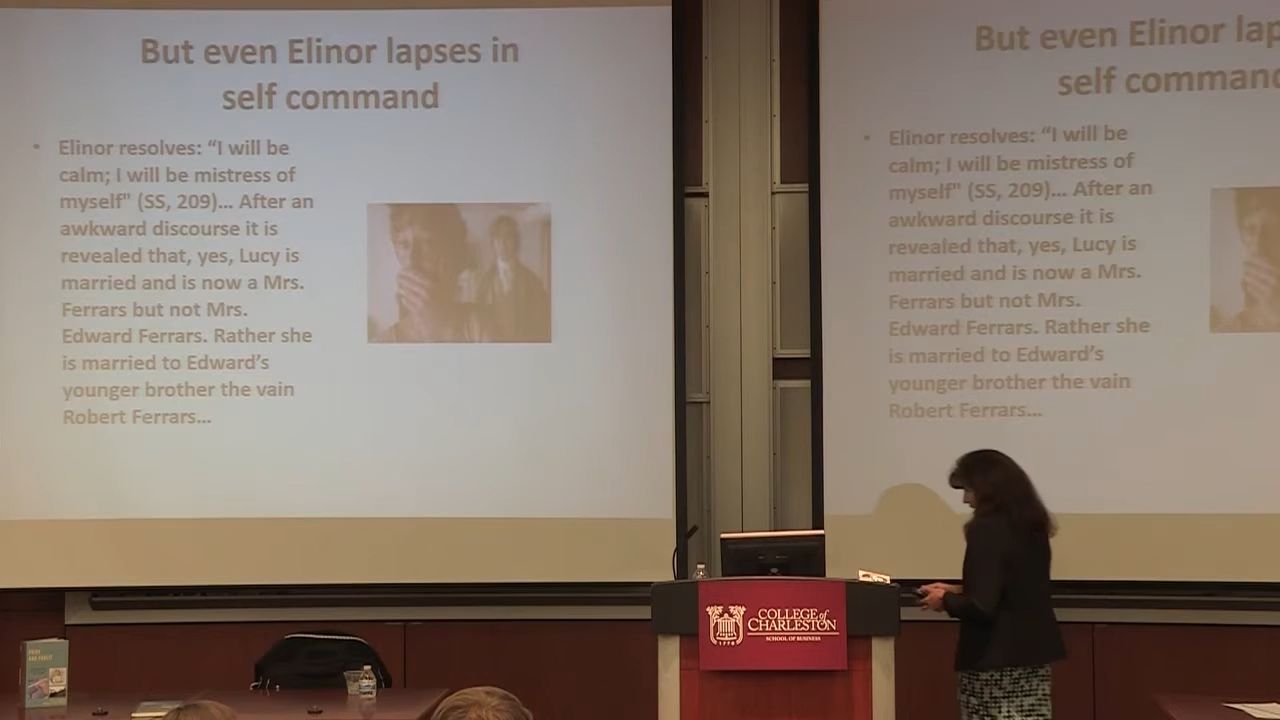 But even Elinor lapses in
self command
• Elinor resolves: “I will be
calm; I will be mistress of
myself" (SS, 209)... After an
awkward discourse it is
revealed that, yes, Lucy is
married and is now a Mrs.
Ferrars but not Mrs.
Edward Ferrars. Rather she
is married to Edward’s
younger brother the vain
Robert Ferrars...
But even Elinor lap
self command
• Elinor resolves: “I will be
calm; I will be mistress of
myself" (SS, 209)... After an
awkward discourse it is
revealed that, yes, Lucy is
married and is now a Mrs.
Ferrars but not Mrs.
Edward Ferrars. Rather she
is married to Edward’s
younger brother the vain
Robert Ferrars...
COLLEGE of
CHARLESTON
SCHOOL OF BUSINESS
1770